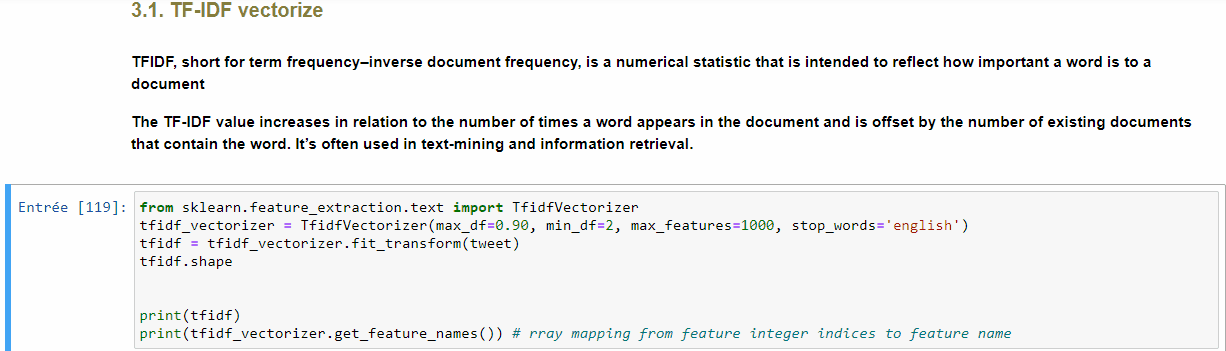 3.1. TF-IDF vectorize
TFIDF, short for term frequency–inverse document frequency, is a numerical statistic that is intended to reflect how important a word is to a
document
The TF-IDF value increases in relation to the number of times a word appears in the document and is offset by the number of existing documents
that contain the word. It’s often used in text-mining and information retrieval.
Entrée [119]: from sklearn.feature_extraction.text import TfidfVectorizer
tfidf_vectorizer = TfidfVectorizer(max_df=0.90, min_df=2, max_features=1000, stop_words='english')
tfidf = tfidf_vectorizer.fit_transform(tweet)
tfidf.shape
print(tfidf)
print(tfidf_vectorizer.get_feature_names()) # rray mapping from feature integer indices to feature name